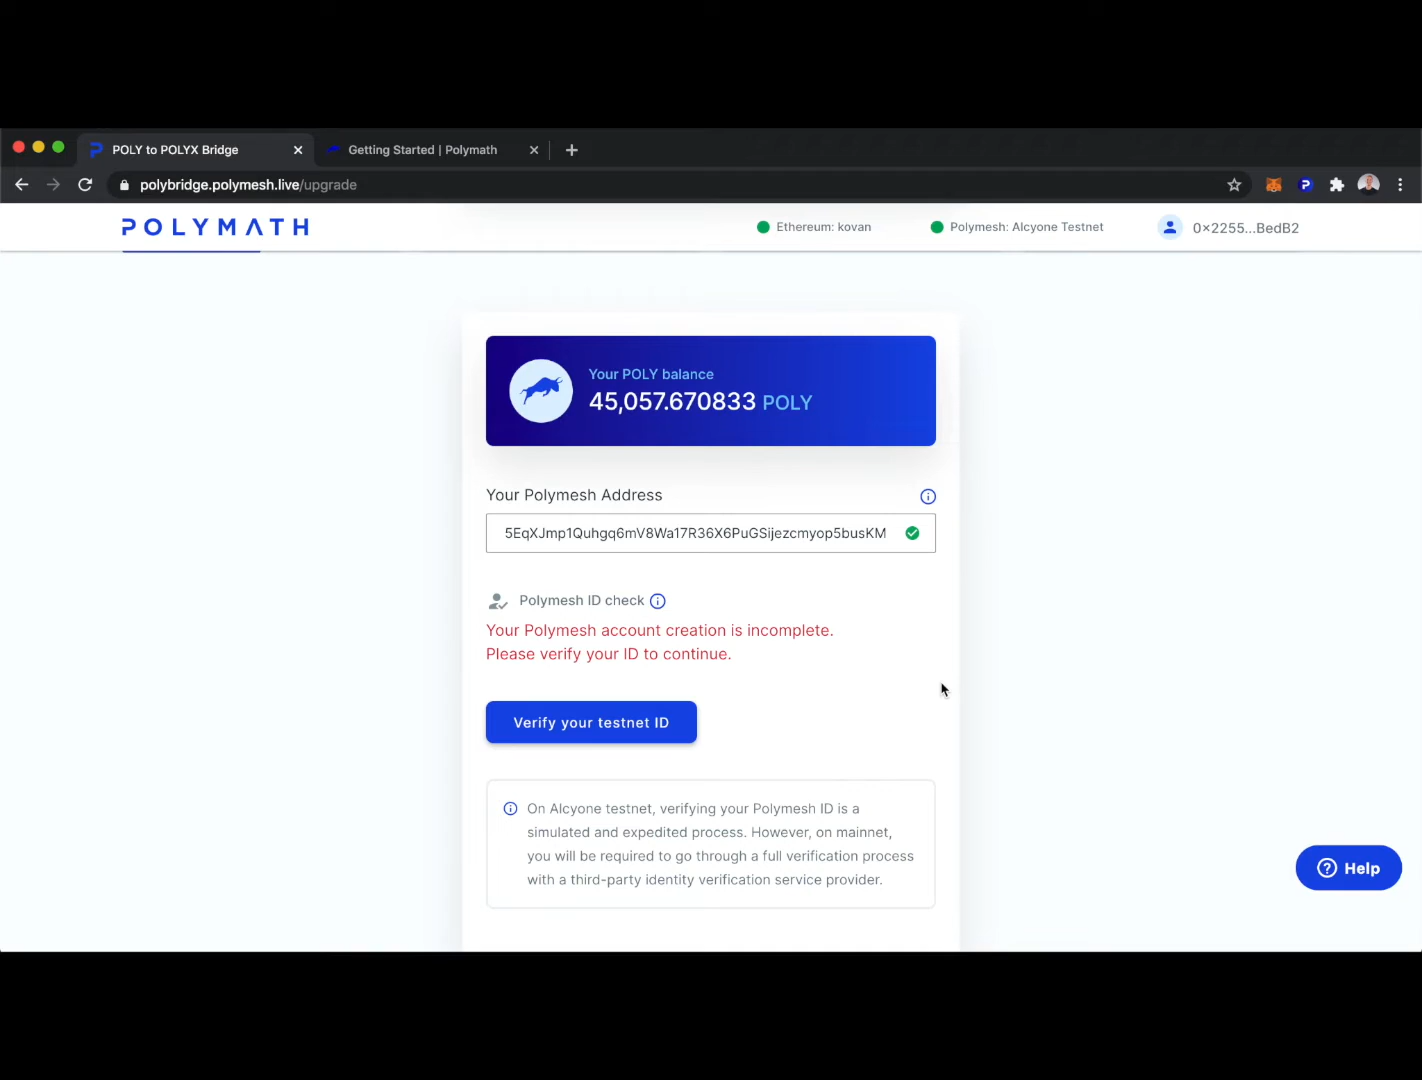 POLY to POLYX Bridge
Getting Started | Polymath
polybridge.polymesh.live/upgrade
POLYMATH
Ethereum: kovan
Polymesh: Alcyone Testnet
0×2255...BedB2
Your POLY balance
45,057.670833 POLY
Your Polymesh Address
5EqXJmp1Quhgq6mV8Wa17R36X6PuGSijezcmyop5busKM
Polymesh ID check
Your Polymesh account creation is incomplete.
Please verify your ID to continue.
Verify your testnet ID
On Alcyone testnet, verifying your Polymesh ID is a
simulated and expedited process. However, on mainnet,
you will be required to go through a full verification process
with a third-party identity verification service provider.
Help